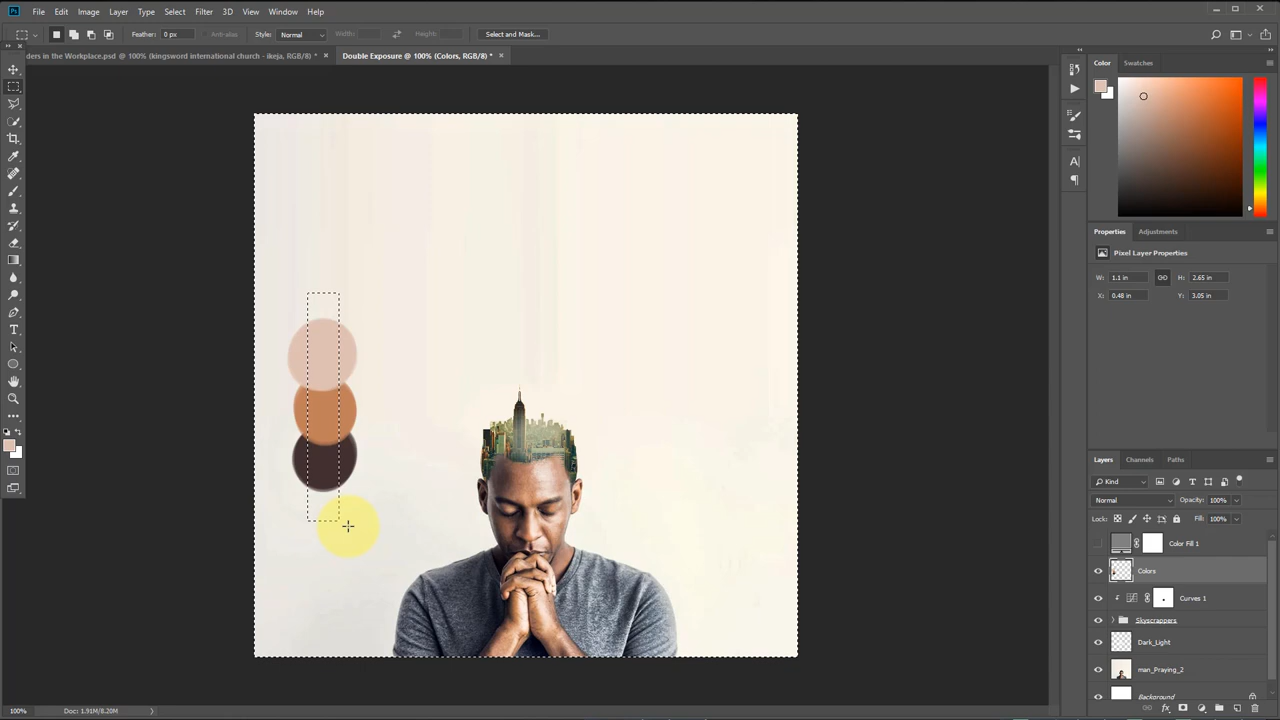 Ps File Edit Image Layer Type Select Filter 3D View Window Help
Feather: 0 px Anti-alias Style: Normal Width: Height: Select and Mask...
ders in the Workplace.psd @ 100% (kingsword international church - ikeja, RGB/8) * × Double Exposure @ 100% (Colors, RGB/8) * ×
Color Swatches
Properties Adjustments
Pixel Layer Properties
W: 1.1 in H: 2.65 in
X: 0.48 in Y: 3.05 in
Layers Channels Paths
Kind
Normal Opacity: 100%
Lock: Fill: 100%
Color Fill 1
Colors
Curves 1
Skyscrappers
Dark_Light
man_Praying_2
Background
100% Doc: 1.91M/8.20M